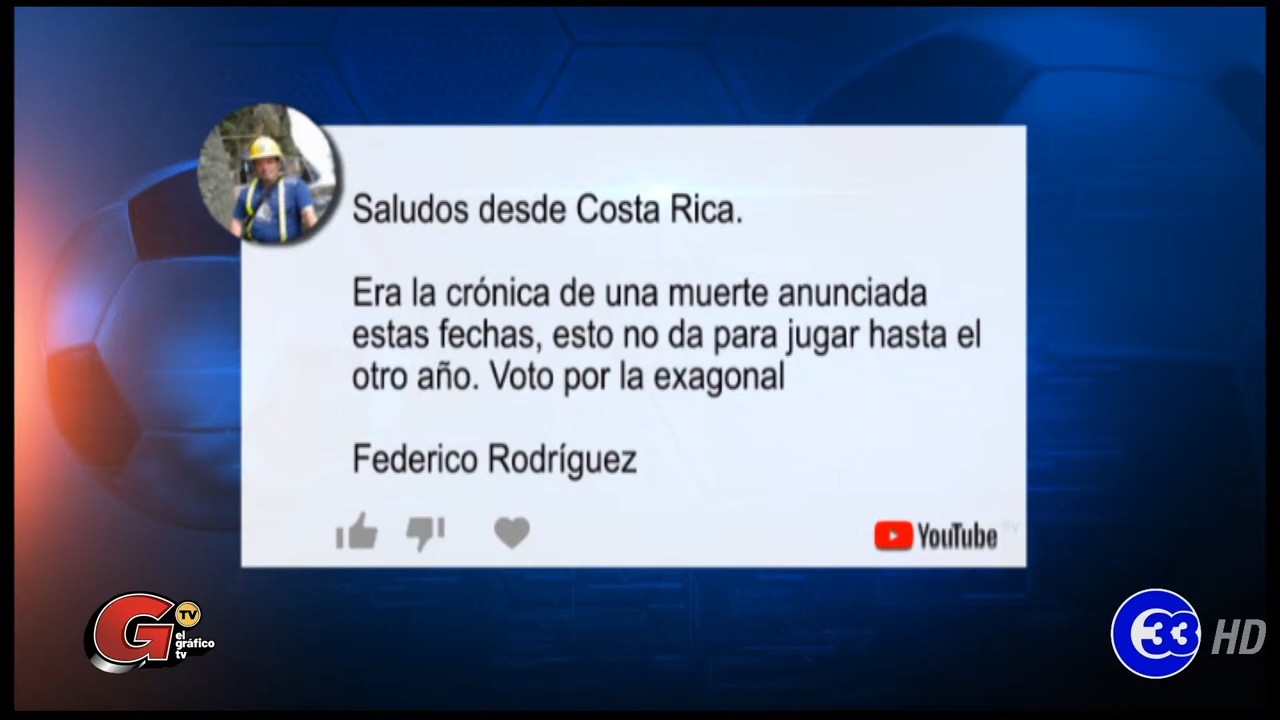 Saludos desde Costa Rica.
Era la crónica de una muerte anunciada
estas fechas, esto no da para jugar hasta el
otro año. Voto por la exagonal
Federico Rodríguez
YouTube
G TV
el
gráfico
tv
33 HD